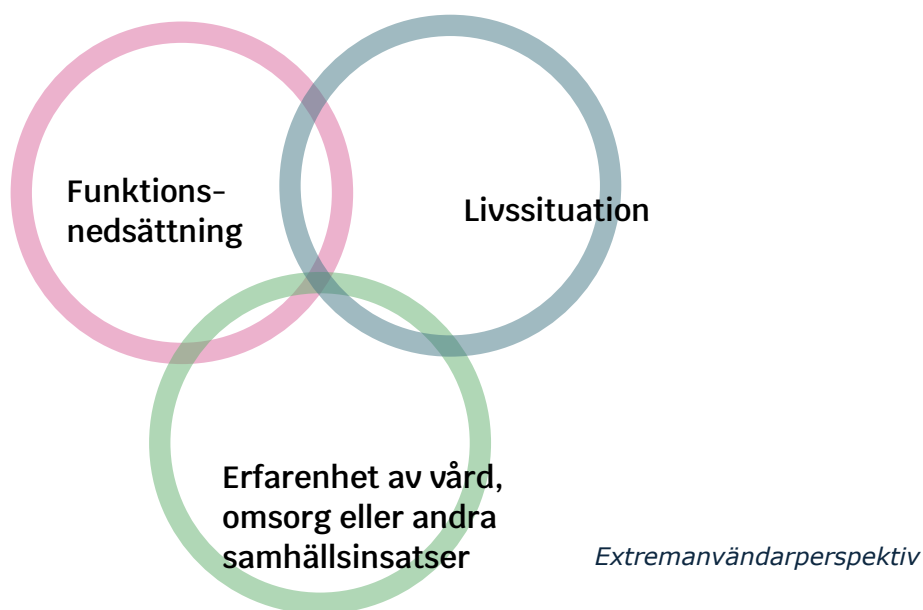 Funktions-
nedsättning
Livssituation
Erfarenhet av vård,
omsorg eller andra
samhällsinsatser
Extremanvändarperspektiv